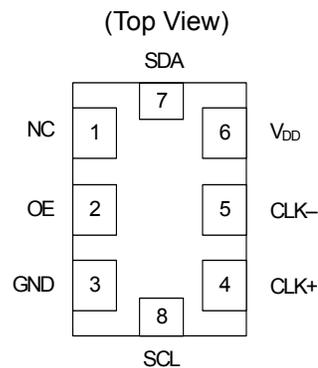 (Top View)
SDA
7
NC 1 6 VDD
OE 2 5 CLK–
GND 3 4 CLK+
8
SCL